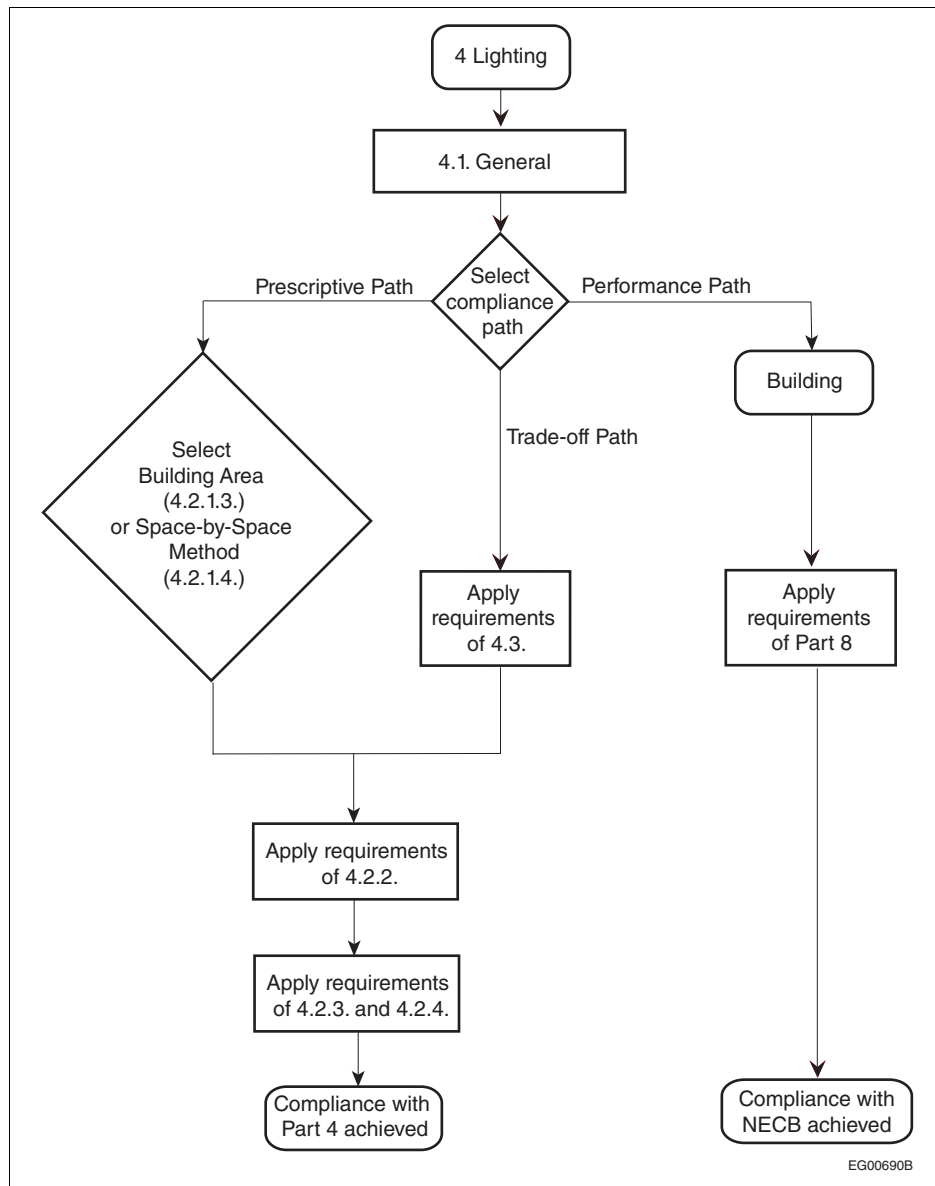 4 Lighting
4.1. General
Select
compliance
path
Prescriptive Path
Performance Path
Trade-off Path
Building
Select
Building Area
(4.2.1.3.)
or Space-by-Space
Method
(4.2.1.4.)
Apply
requirements
of 4.3.
Apply
requirements
of Part 8
Apply requirements
of 4.2.2.
Apply requirements
of 4.2.3. and 4.2.4.
Compliance with
Part 4 achieved
Compliance with
NECB achieved
EG00690B